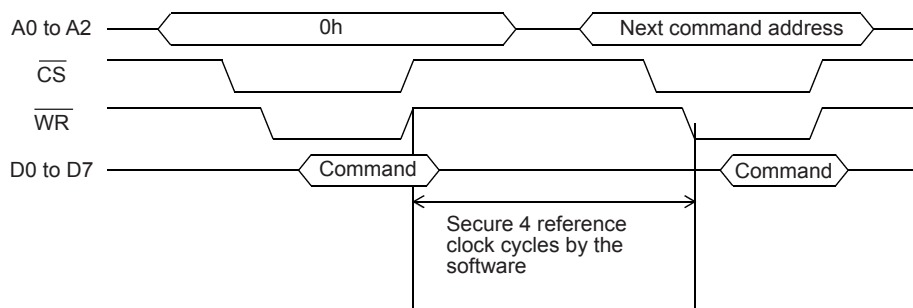 A0 to A2
0h
Next command address
CS
WR
D0 to D7
Command
Command
Secure 4 reference
clock cycles by the
software